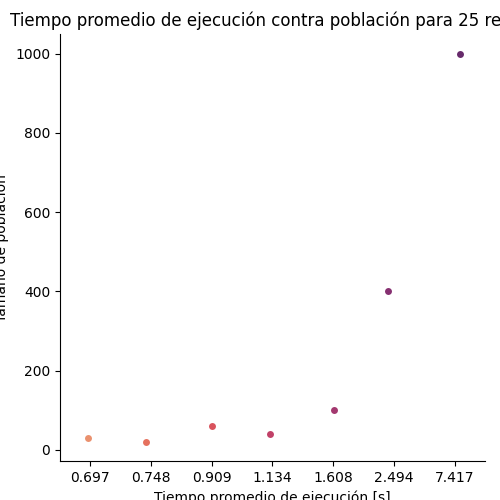 Tiempo promedio de ejecución contra población para 25 re
1000
800
600
400
200
0
Tamaño de población
0.697 0.748 0.909 1.134 1.608 2.494 7.417
Tiempo promedio de ejecución [s]